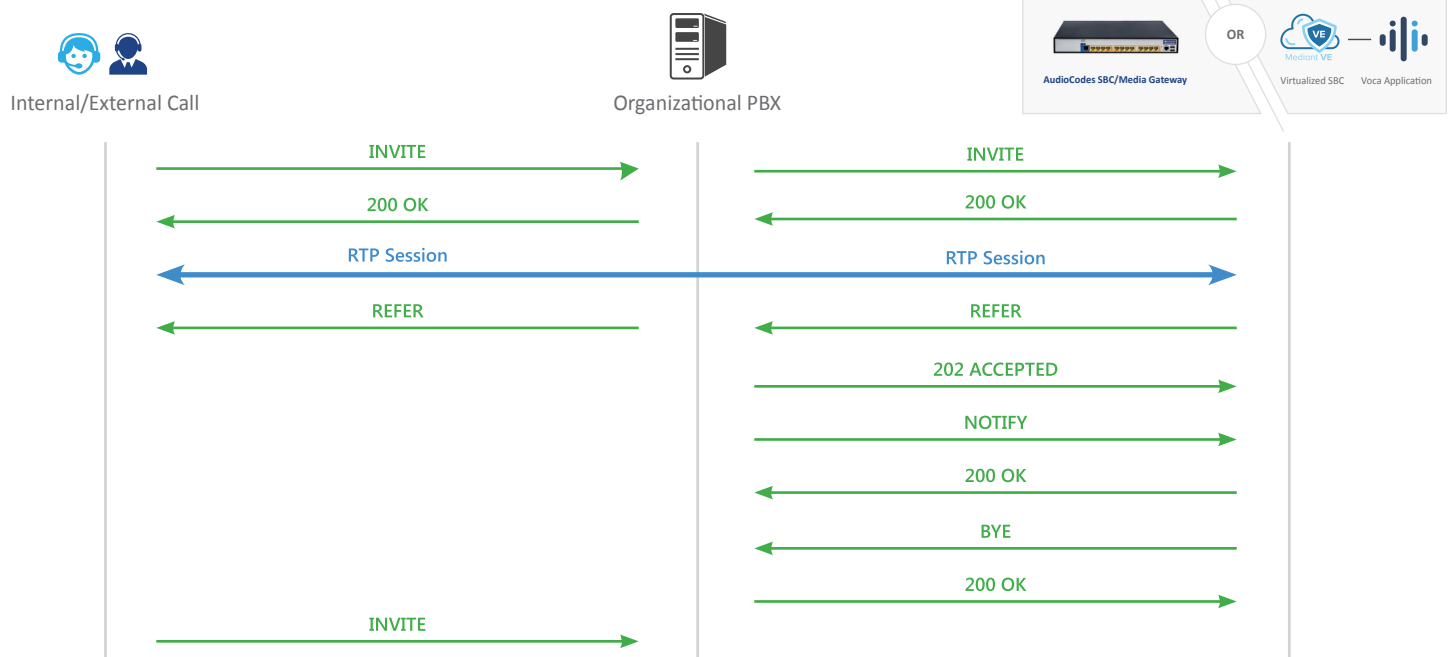 OR
VE
Mediant VE
AudioCodes SBC/Media Gateway
Virtualized SBC
Voca Application
Internal/External Call
Organizational PBX
INVITE
INVITE
200 OK
200 OK
RTP Session
RTP Session
REFER
REFER
202 ACCEPTED
NOTIFY
200 OK
BYE
200 OK
INVITE